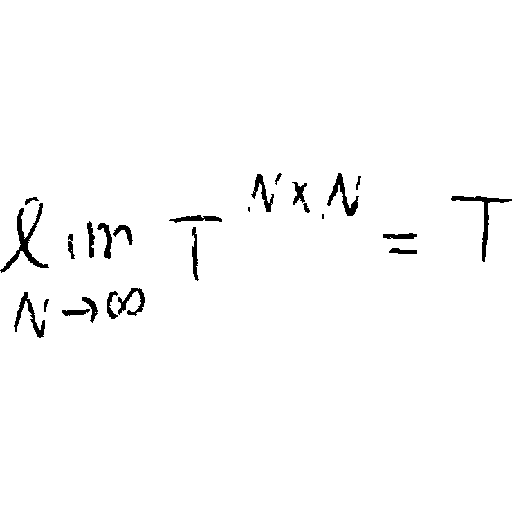 lim T^{N×N} = T
N→∞